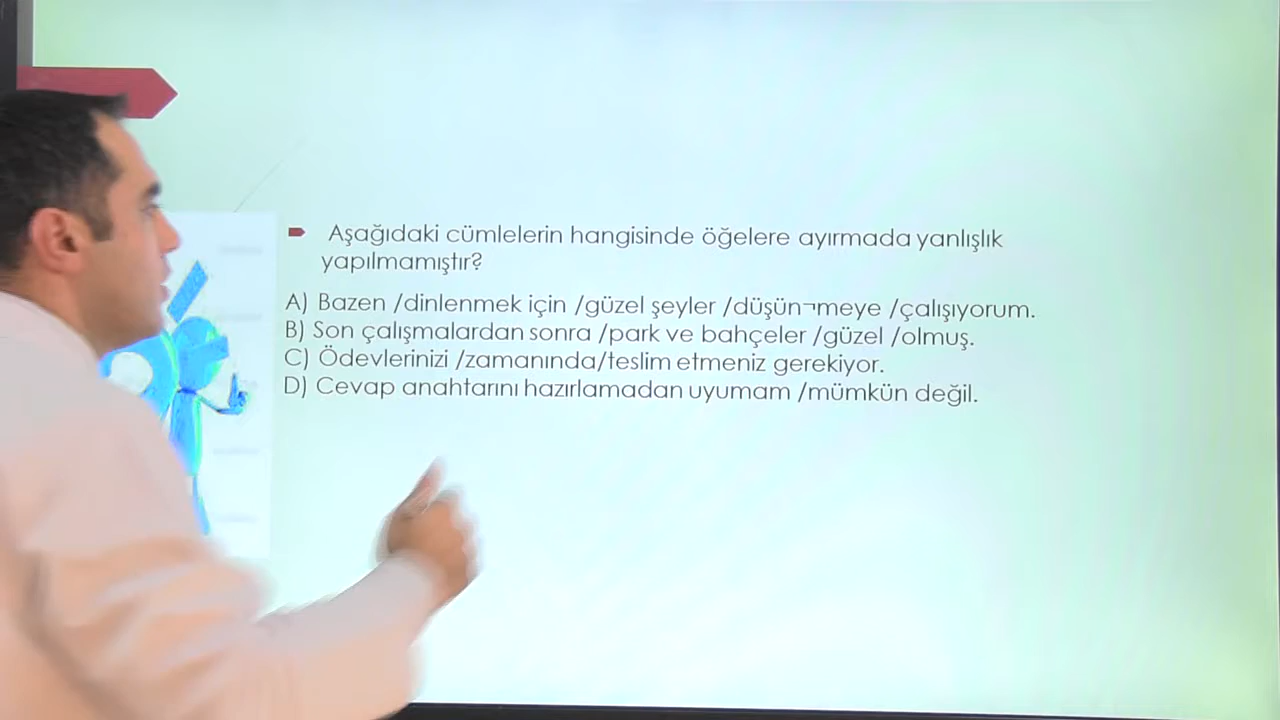 Aşağıdaki cümlelerin hangisinde öğelere ayırmada yanlışlık
yapılmamıştır?
A) Bazen /dinlenmek için /güzel şeyler /düşün¬meye /çalışıyorum.
B) Son çalışmalardan sonra /park ve bahçeler /güzel /olmuş.
C) Ödevlerinizi /zamanında/teslim etmeniz gerekiyor.
D) Cevap anahtarını hazırlamadan uyumam /mümkün değil.